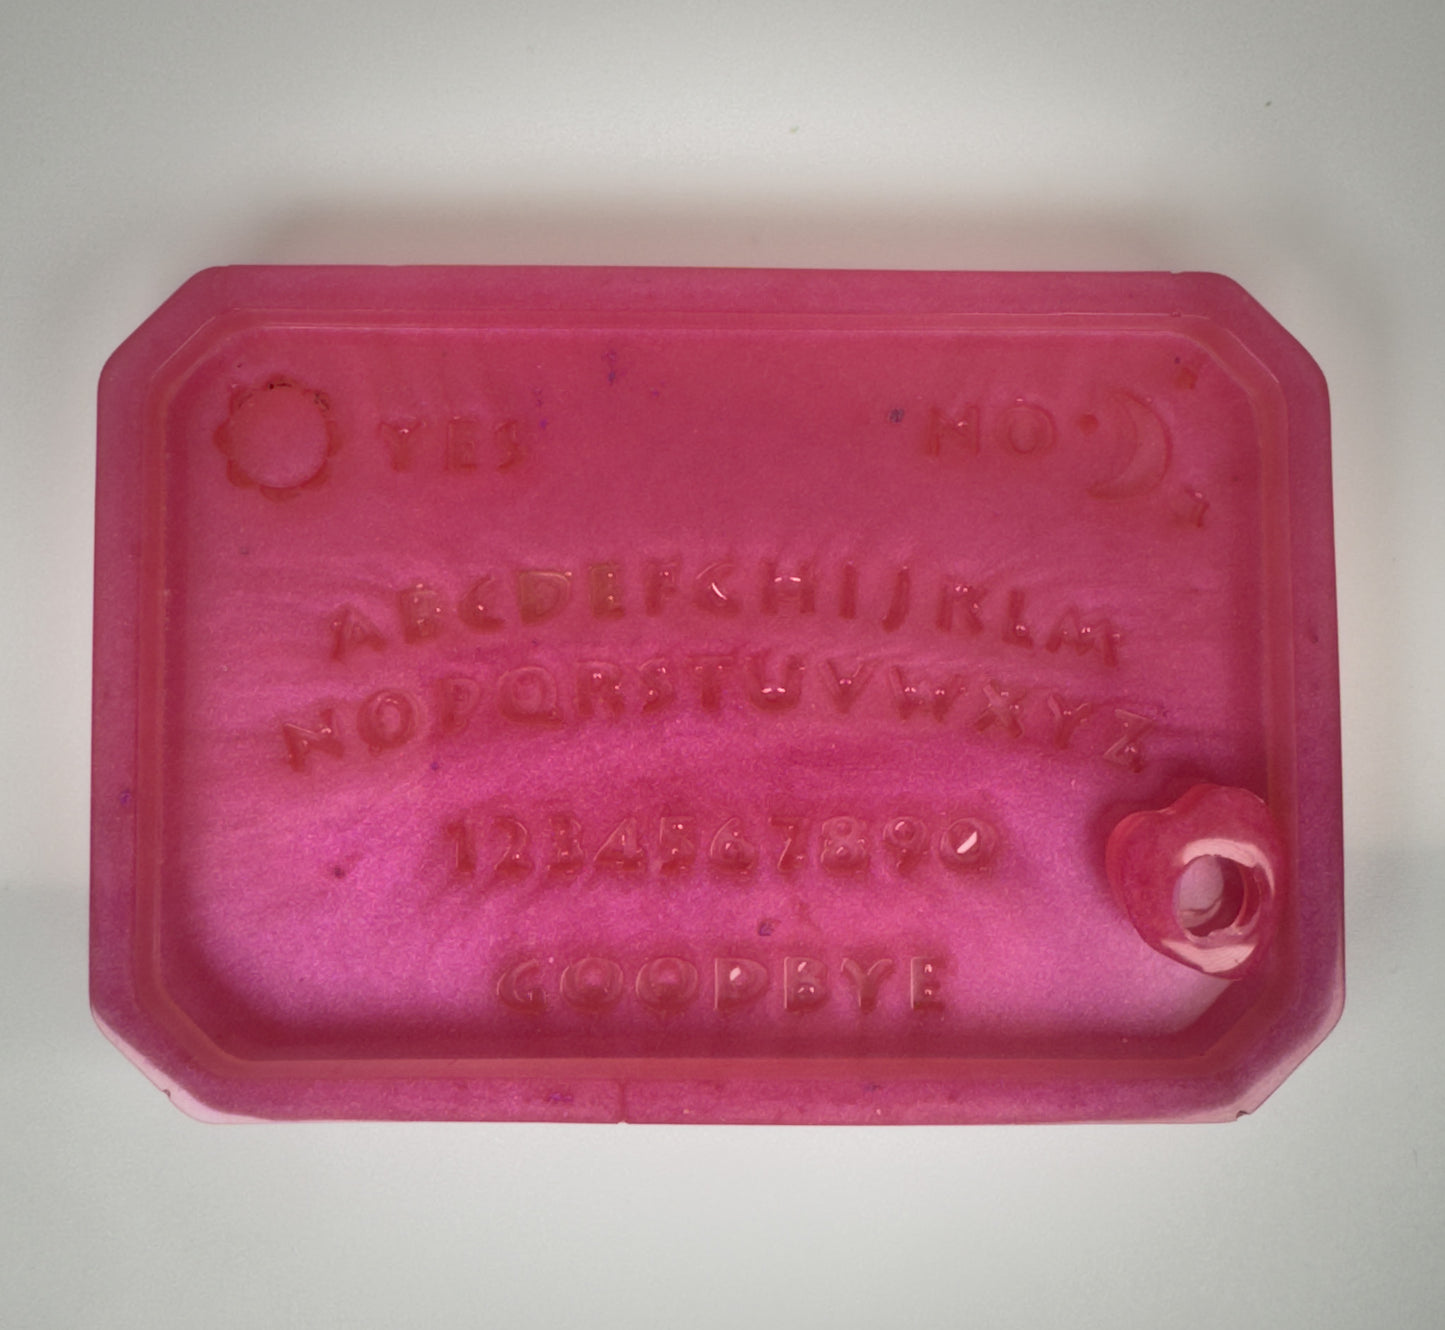 YES NO
ABCDEFGHIJKLM
NOPQRSTUVWXYZ
1234567890
GOODBYE